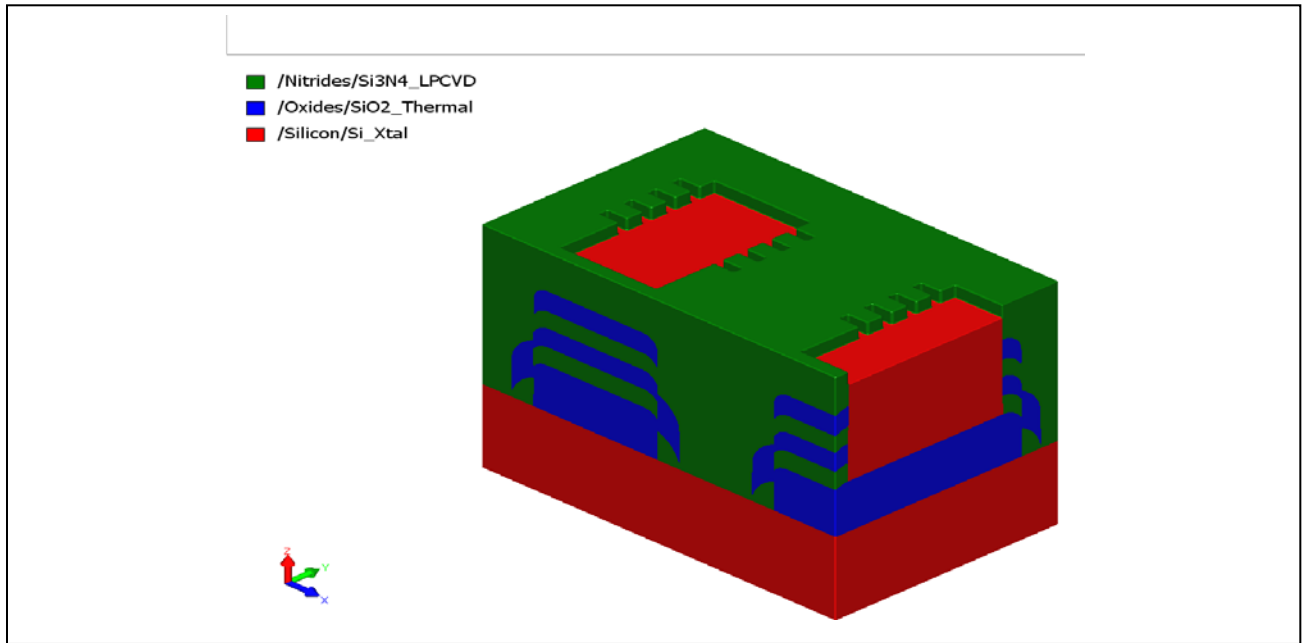 /Nitrides/Si3N4_LPCVD
/Oxides/SiO2_Thermal
/Silicon/Si_Xtal
Z
Y
X